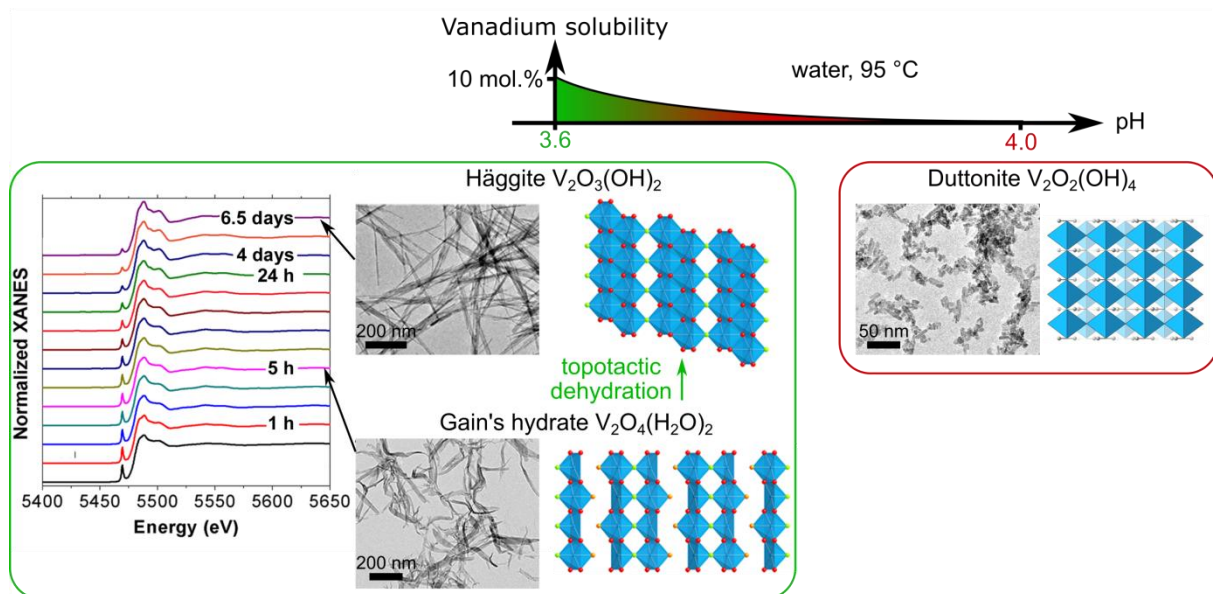 Vanadium solubility
10 mol.%
water, 95 °C
pH
3.6
4.0
Häggite V₂O₃(OH)₂
Duttonite V₂O₂(OH)₄
6.5 days
4 days
24 h
5 h
1 h
Normalized XANES
5400 5450 5500 5550 5600 5650
Energy (eV)
200 nm
50 nm
topotactic
dehydration
Gain's hydrate V₂O₄(H₂O)₂
200 nm